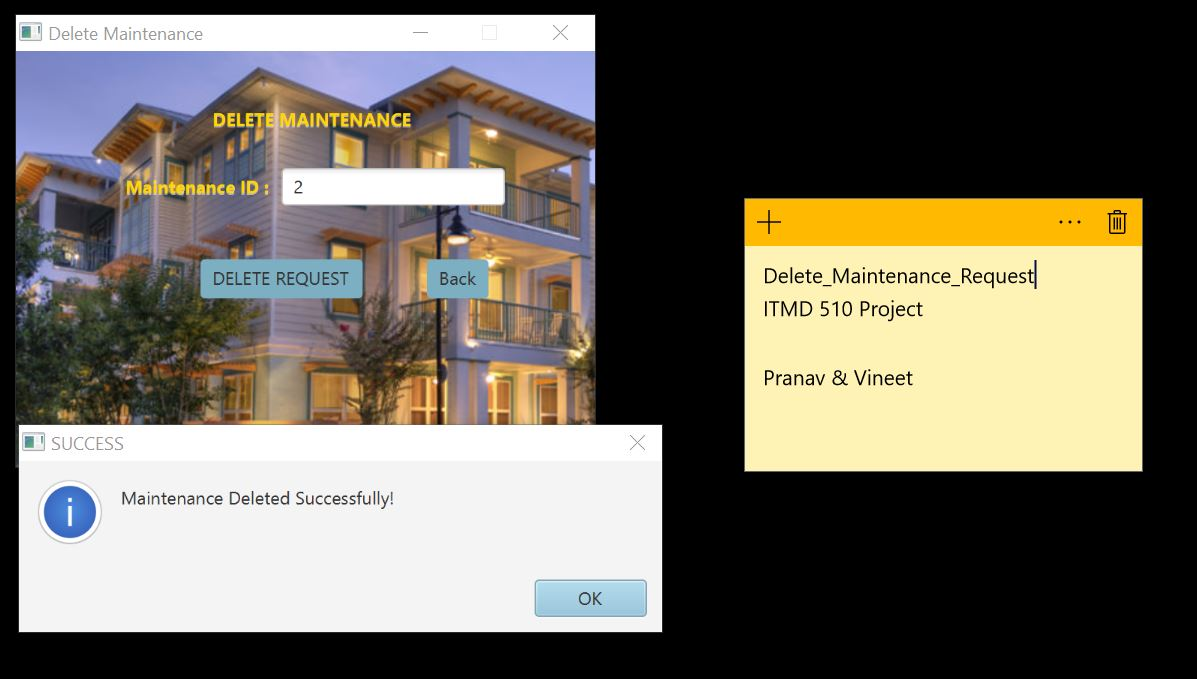 Delete Maintenance
DELETE MAINTENANCE
Maintenance ID :
2
DELETE REQUEST
Back
SUCCESS
Maintenance Deleted Successfully!
OK
Delete_Maintenance_Request
ITMD 510 Project
Pranav & Vineet